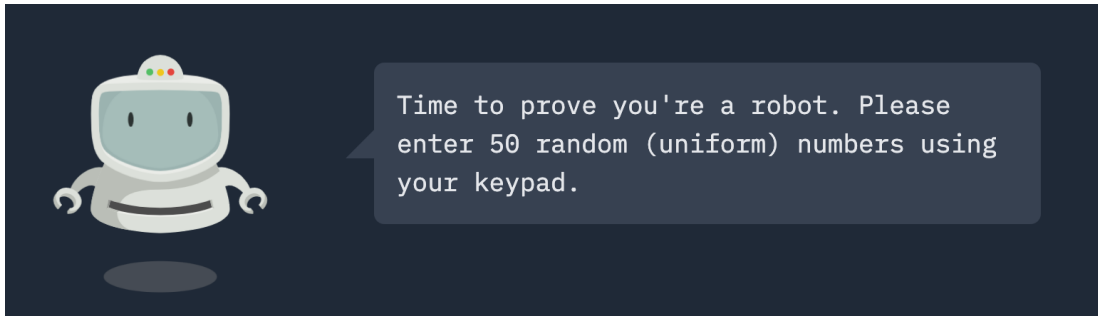 Time to prove you're a robot. Please
enter 50 random (uniform) numbers using
your keypad.